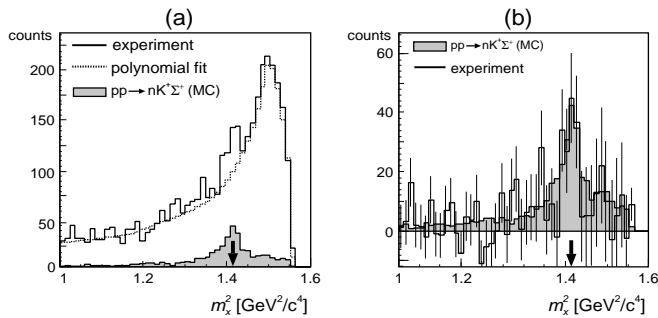 (a)
counts
experiment
polynomial fit
pp→nK⁺Σ⁺ (MC)
200
150
100
50
0
1
1.2
1.4
1.6
m²ₓ [GeV²/c⁴]
(b)
counts
pp→nK⁺Σ⁺ (MC)
experiment
60
40
20
0
1
1.2
1.4
1.6
m²ₓ [GeV²/c⁴]